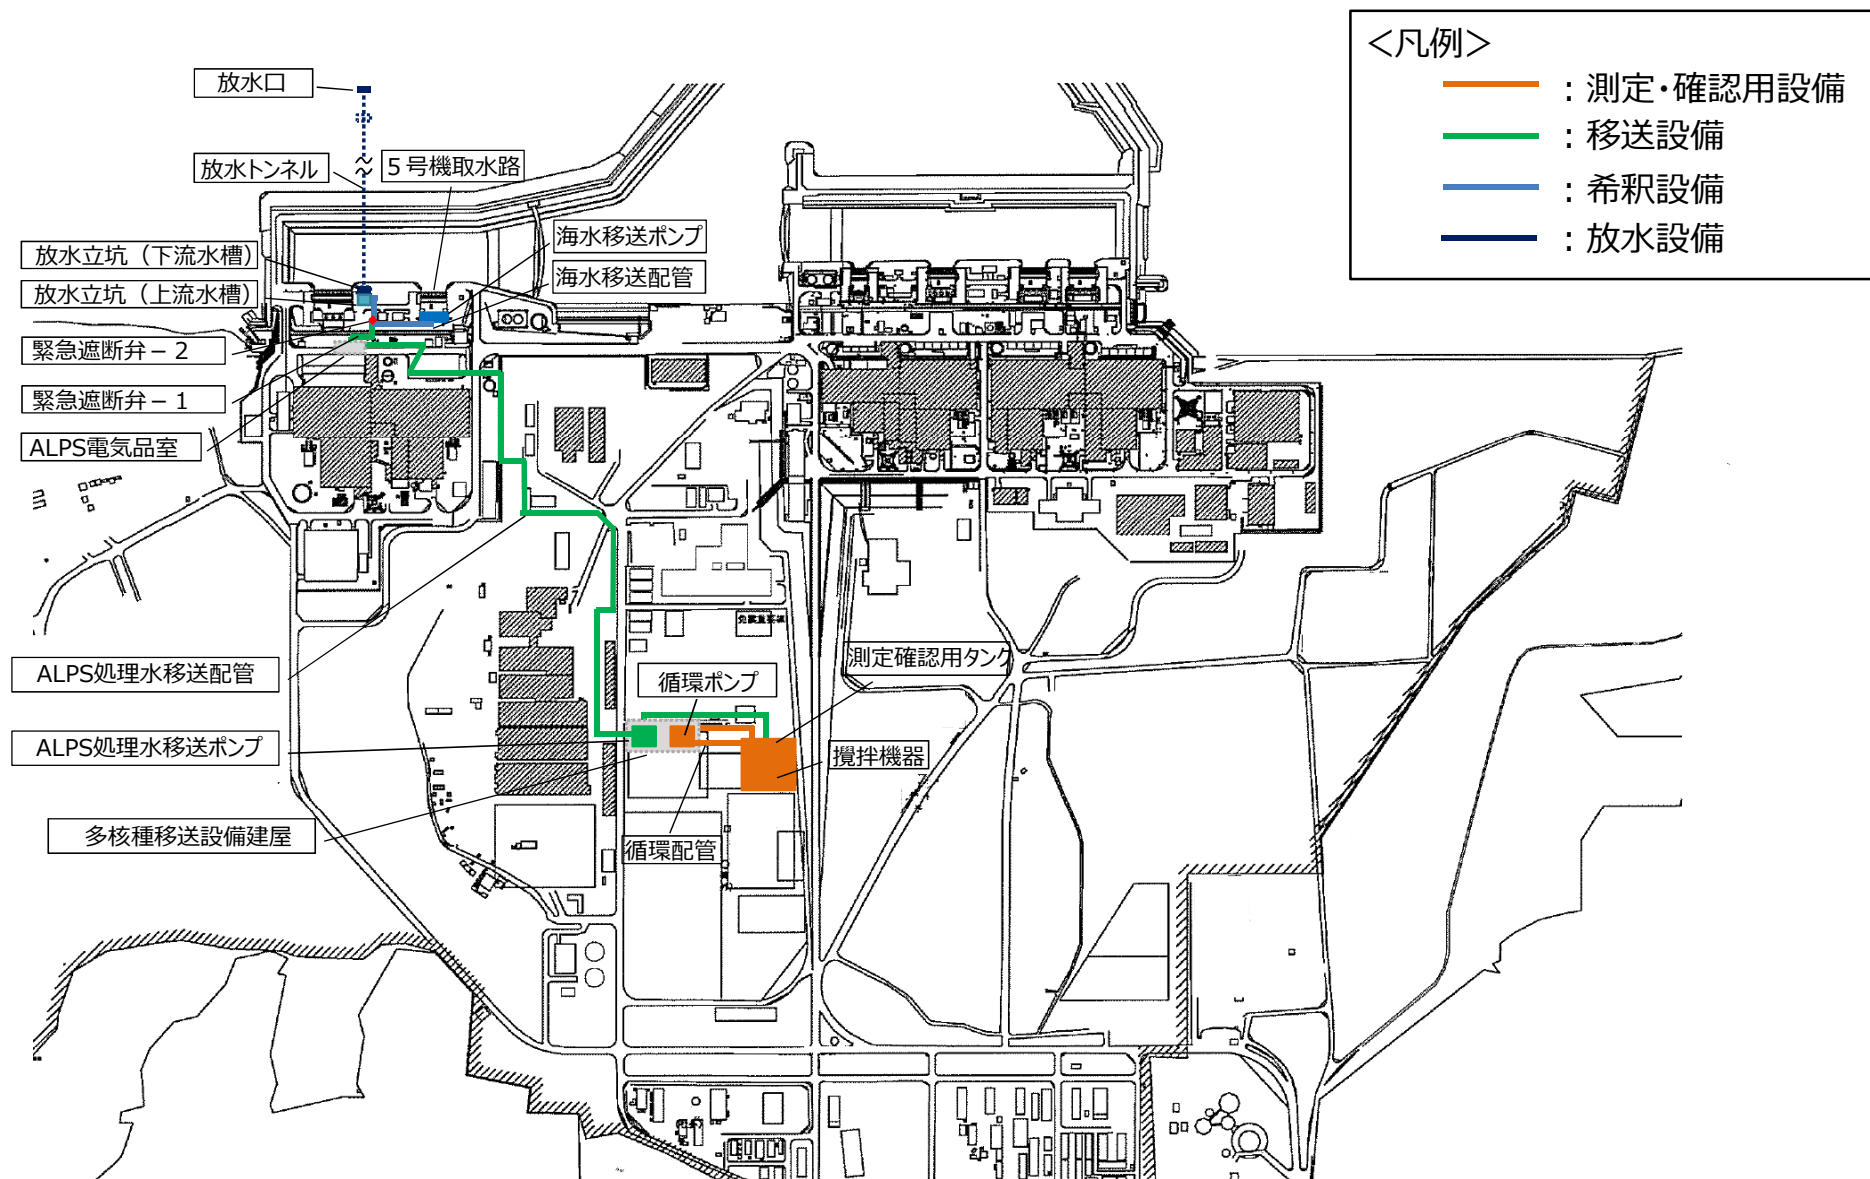 ＜凡例＞
：測定・確認用設備
：移送設備
：希釈設備
：放水設備
放水口
放水トンネル
５号機取水路
海水移送ポンプ
海水移送配管
放水立坑（下流水槽）
放水立坑（上流水槽）
緊急遮断弁－２
緊急遮断弁－１
ALPS電気品室
ALPS処理水移送配管
ALPS処理水移送ポンプ
多核種移送設備建屋
測定確認用タンク
循環ポンプ
攪拌機器
循環配管